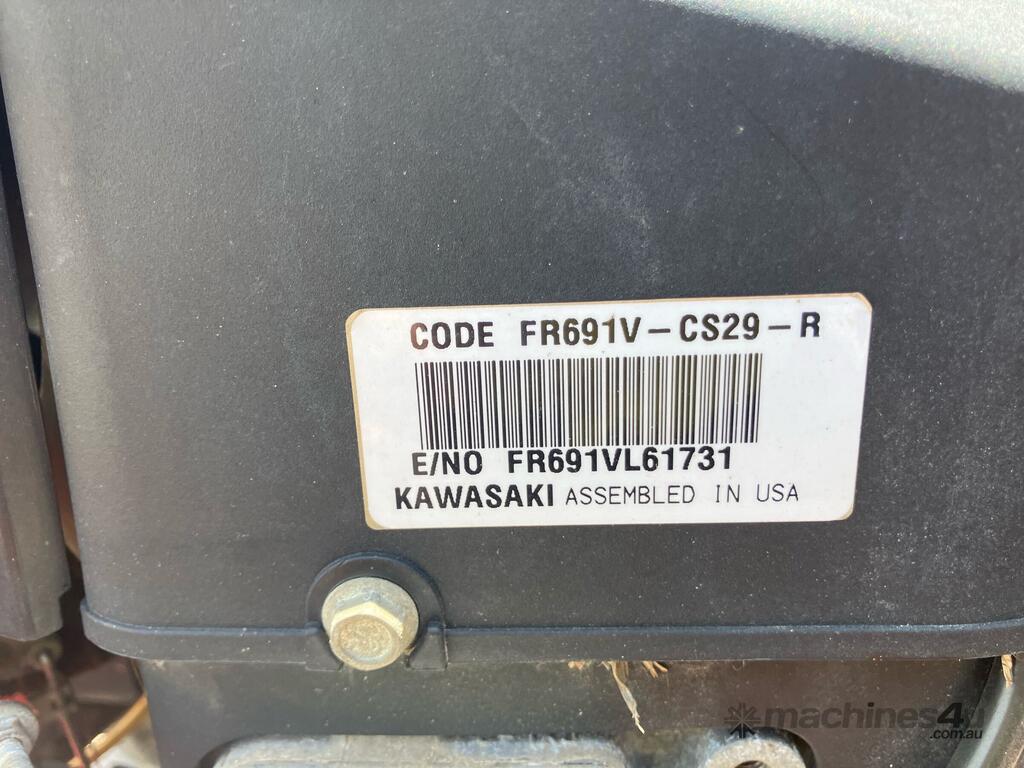 CODE FR691V-CS29-R
E/NO FR691VL61731
KAWASAKI ASSEMBLED IN USA
machines4u
.com.au